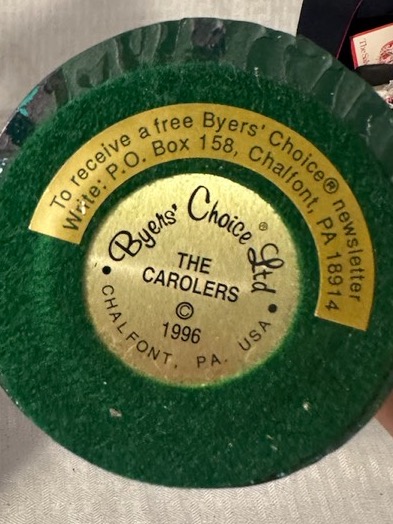 To receive a free Byers' Choice® newsletter
Write: P.O. Box 158, Chalfont, PA 18914
Byers' Choice® Ltd
THE
CAROLERS
©
1996
• CHALFONT, PA. USA •